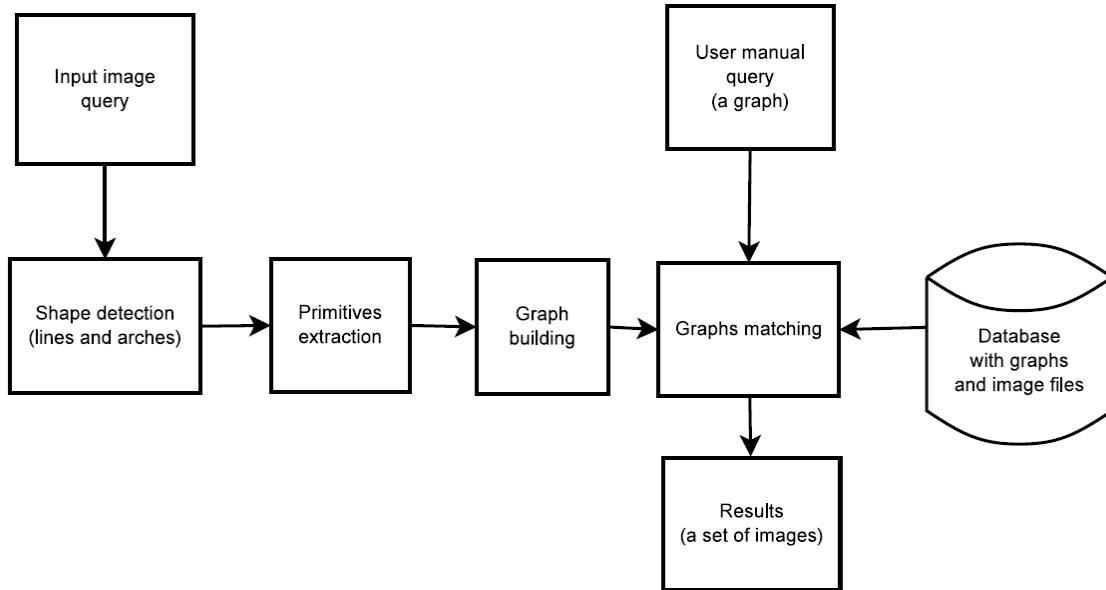 Input image
query
User manual
query
(a graph)
Shape detection
(lines and arches)
Primitives
extraction
Graph
building
Graphs matching
Database
with graphs
and image files
Results
(a set of images)